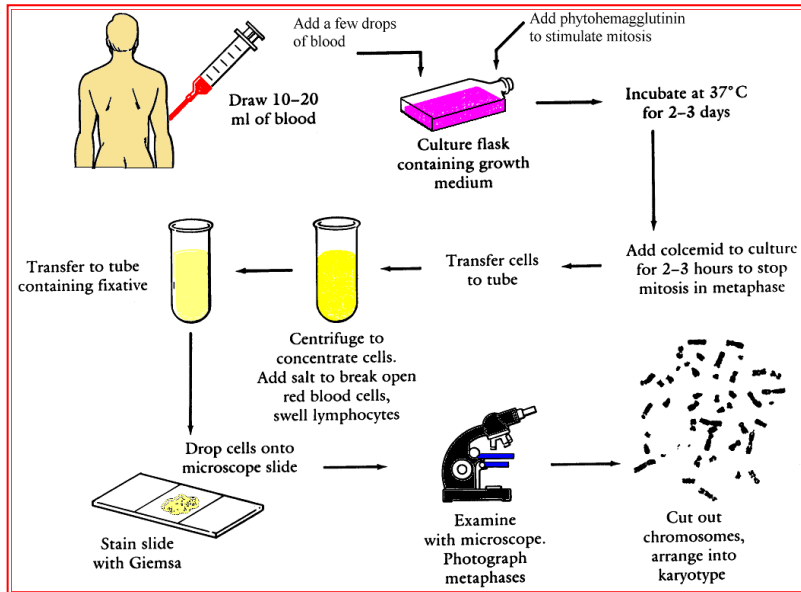 Add a few drops
of blood
Add phytohemagglutinin
to stimulate mitosis
Draw 10–20
ml of blood
Culture flask
containing growth
medium
Incubate at 37°C
for 2–3 days
Add colcemid to culture
for 2–3 hours to stop
mitosis in metaphase
Transfer cells
to tube
Centrifuge to
concentrate cells.
Add salt to break open
red blood cells,
swell lymphocytes
Transfer to tube
containing fixative
Drop cells onto
microscope slide
Stain slide
with Giemsa
Examine
with microscope.
Photograph
metaphases
Cut out
chromosomes,
arrange into
karyotype